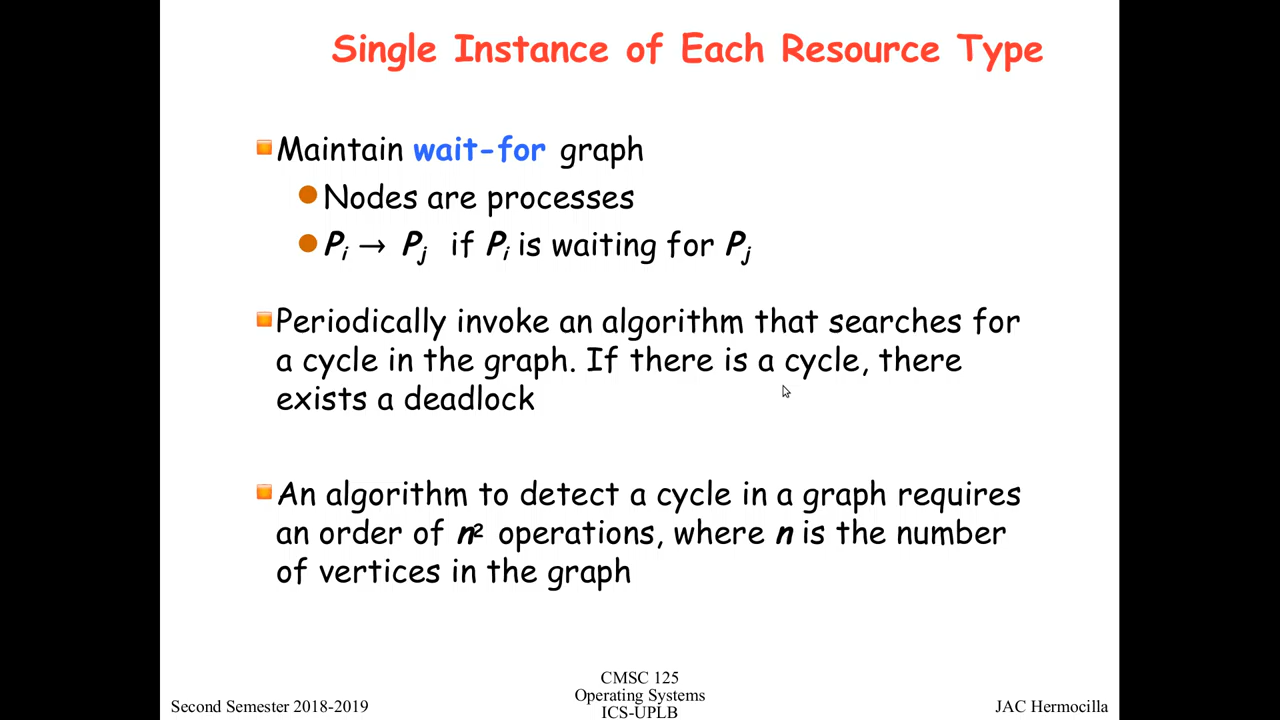 Single Instance of Each Resource Type
Maintain wait-for graph
Nodes are processes
Pi → Pj if Pi is waiting for Pj
Periodically invoke an algorithm that searches for
a cycle in the graph. If there is a cycle, there
exists a deadlock
An algorithm to detect a cycle in a graph requires
an order of n² operations, where n is the number
of vertices in the graph
CMSC 125
Operating Systems
ICS-UPLB
Second Semester 2018-2019
JAC Hermocilla